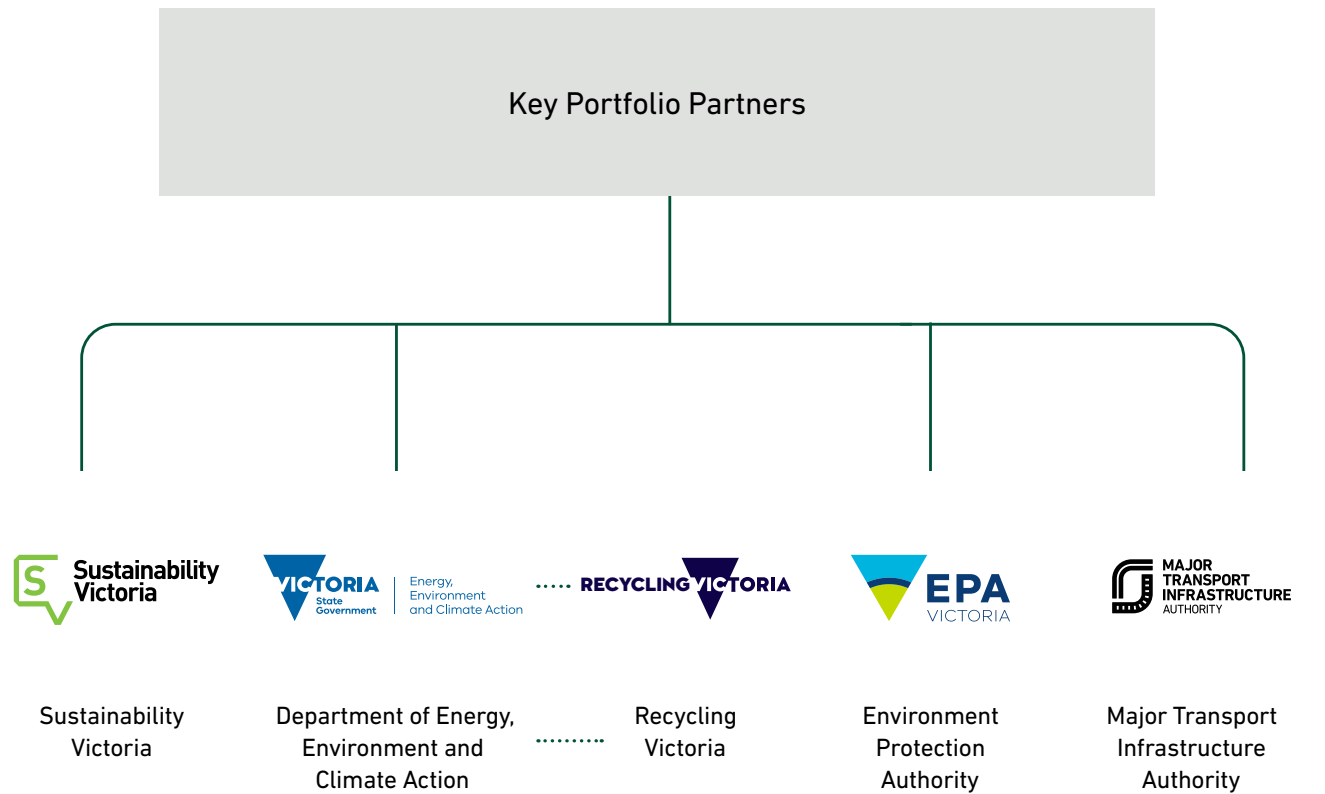 Key Portfolio Partners
S Sustainability
Victoria
VICTORIA
State
Government
Energy,
Environment
and Climate Action
RECYCLING VICTORIA
EPA
VICTORIA
MAJOR
TRANSPORT
INFRASTRUCTURE
AUTHORITY
Sustainability
Victoria
Department of Energy,
Environment and
Climate Action
Recycling
Victoria
Environment
Protection
Authority
Major Transport
Infrastructure
Authority